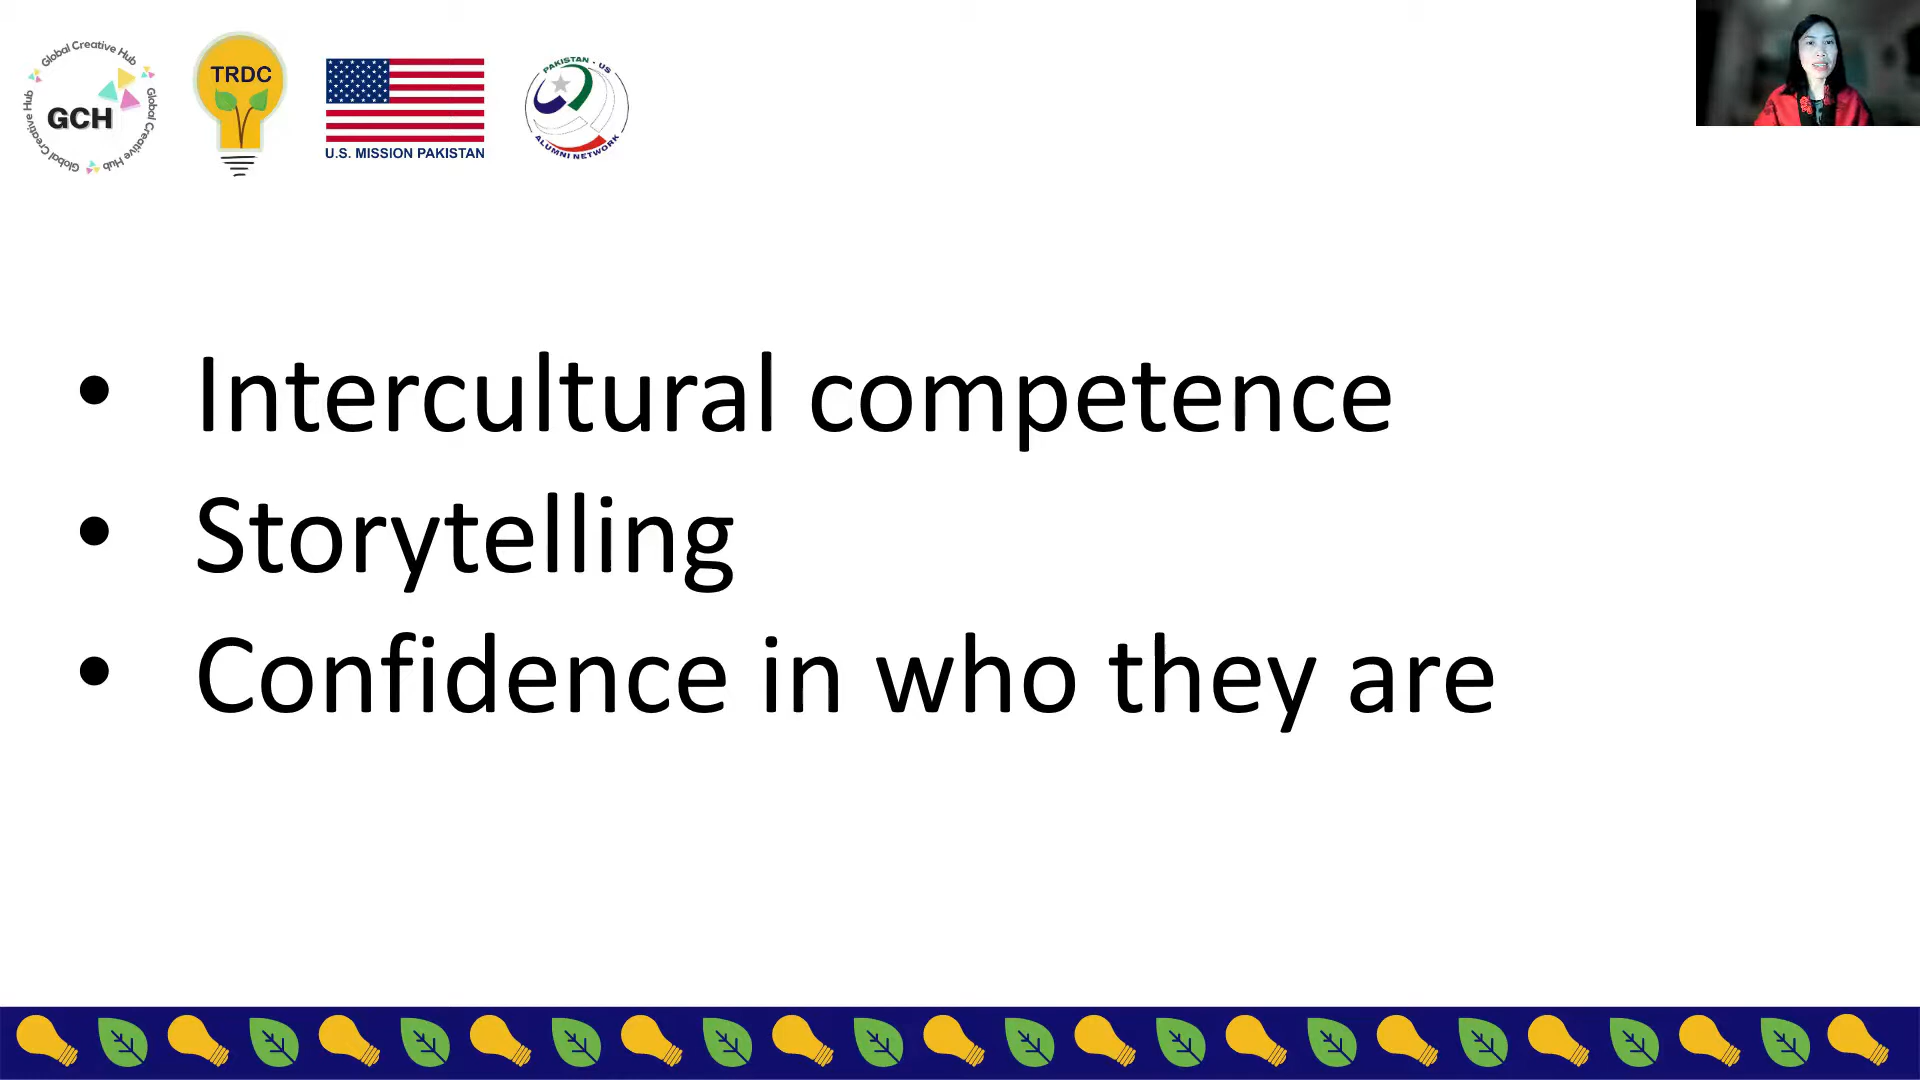 Global Creative Hub
Global Creative Hub
Global Creative Hub
GCH
TRDC
U.S. MISSION PAKISTAN
PAKISTAN - US
ALUMNI NETWORK
• Intercultural competence
• Storytelling
• Confidence in who they are